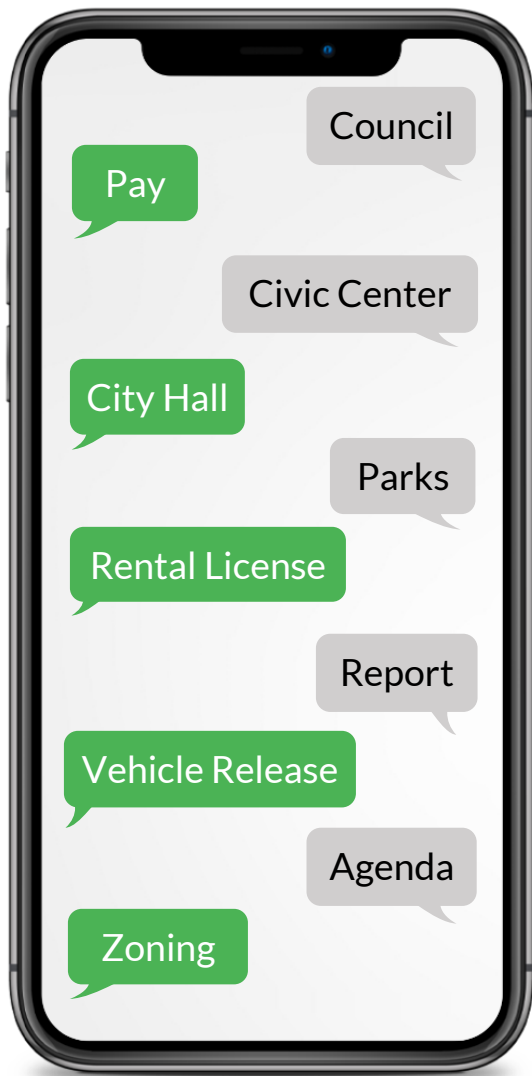 Council
Pay
Civic Center
City Hall
Parks
Rental License
Report
Vehicle Release
Agenda
Zoning